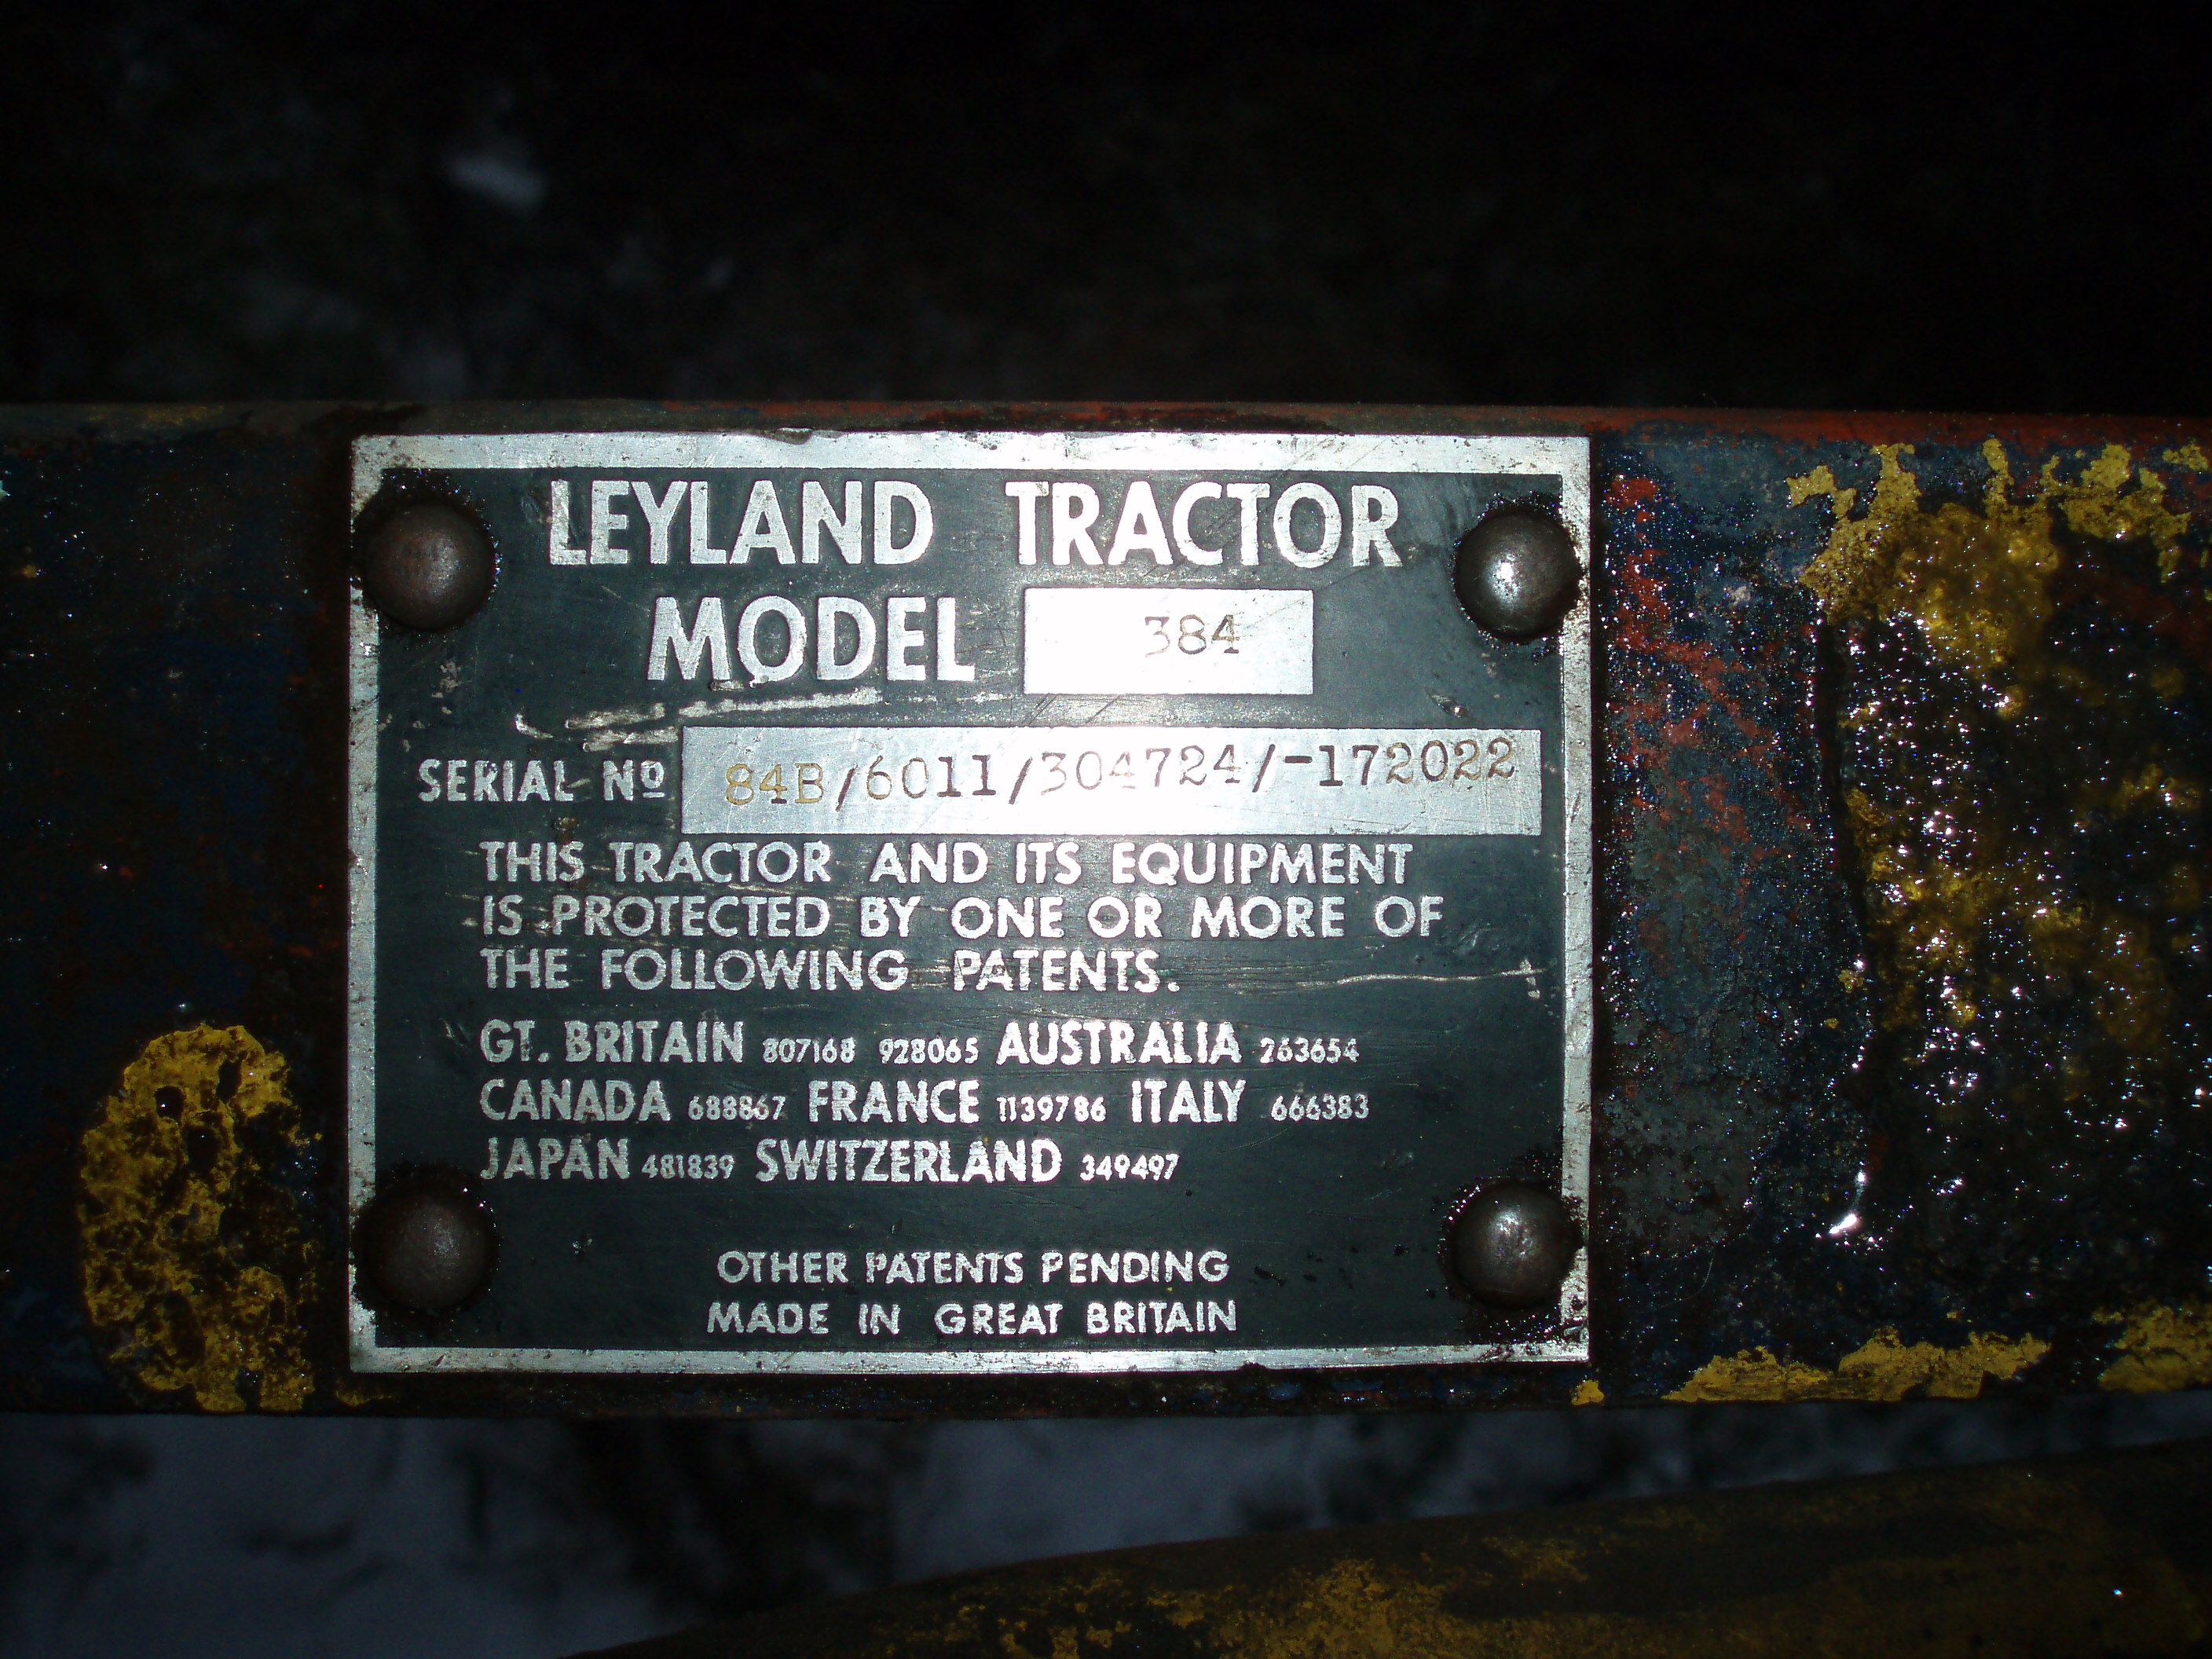 LEYLAND TRACTOR
MODEL 384
SERIAL Nº 84B/6011/304724/-172022
THIS TRACTOR AND ITS EQUIPMENT
IS PROTECTED BY ONE OR MORE OF
THE FOLLOWING PATENTS.
GT. BRITAIN 807168 928065 AUSTRALIA 263654
CANADA 688867 FRANCE 1139786 ITALY 666383
JAPAN 481839 SWITZERLAND 349497
OTHER PATENTS PENDING
MADE IN GREAT BRITAIN